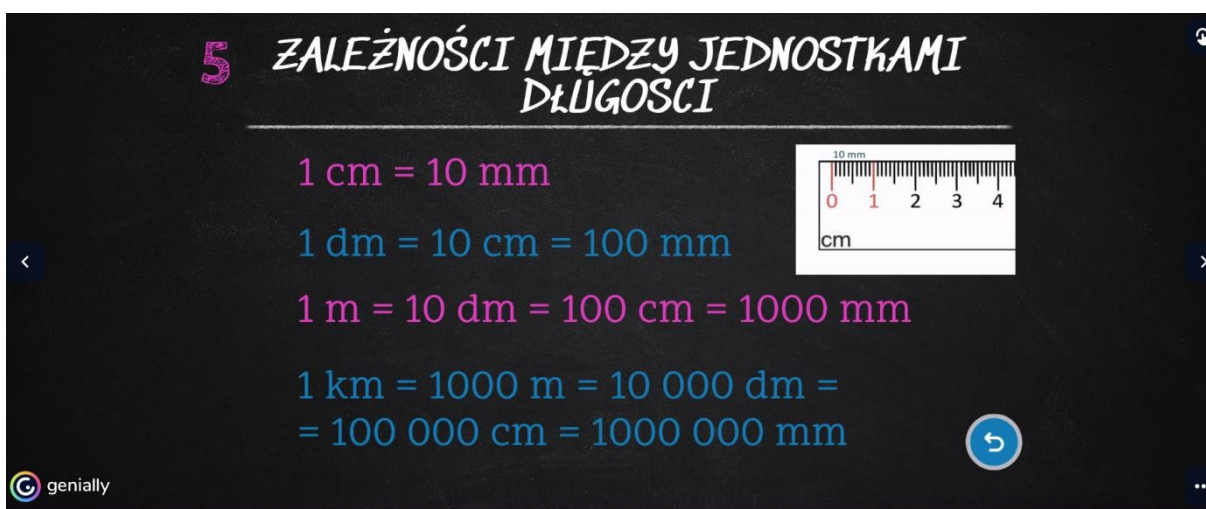 5 ZALEŻNOŚCI MIĘDZY JEDNOSTKAMI
DŁUGOŚCI
1 cm = 10 mm
10 mm
0 1 2 3 4
cm
1 dm = 10 cm = 100 mm
1 m = 10 dm = 100 cm = 1000 mm
1 km = 1000 m = 10 000 dm =
= 100 000 cm = 1000 000 mm
genially